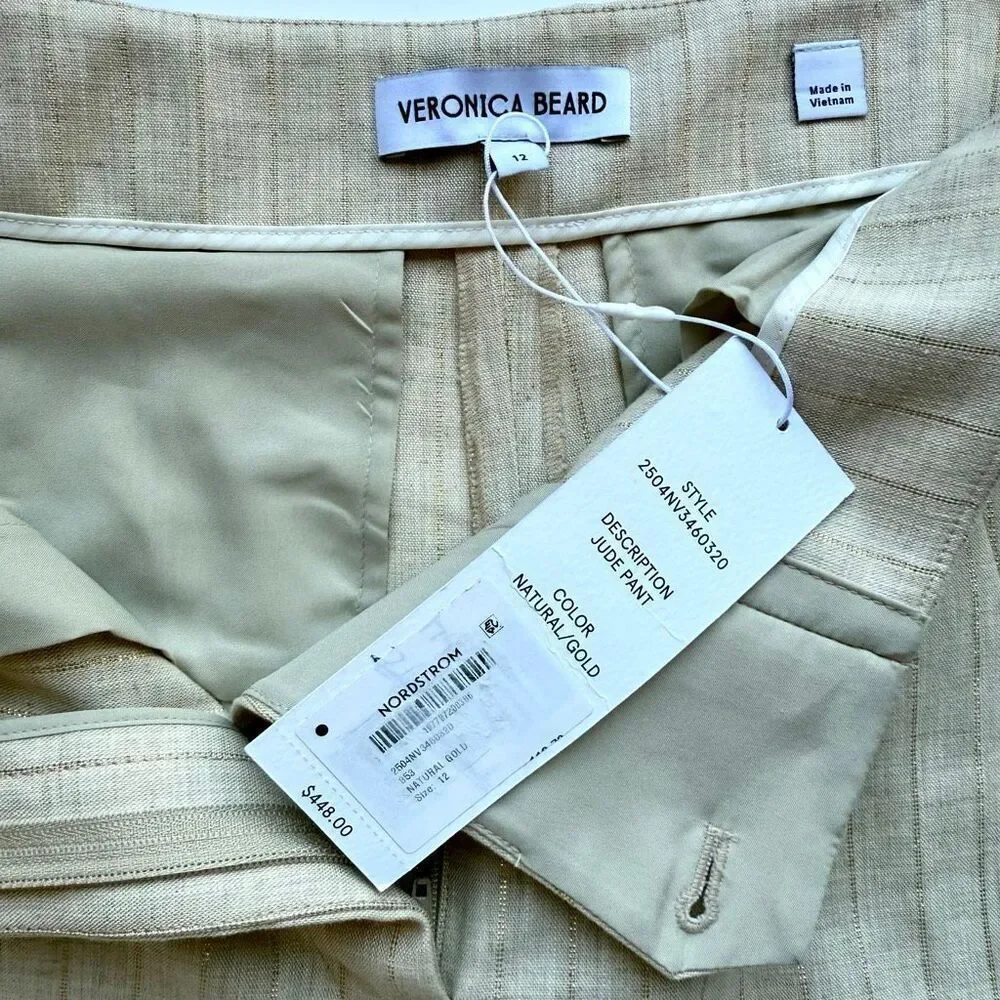 VERONICA BEARD
12
Made in
Vietnam
STYLE
2504NV3460320
DESCRIPTION
JUDE PANT
COLOR
NATURAL/GOLD
NORDSTROM
2504NV3460320
853
NATURAL GOLD
Size: 12
$448.00